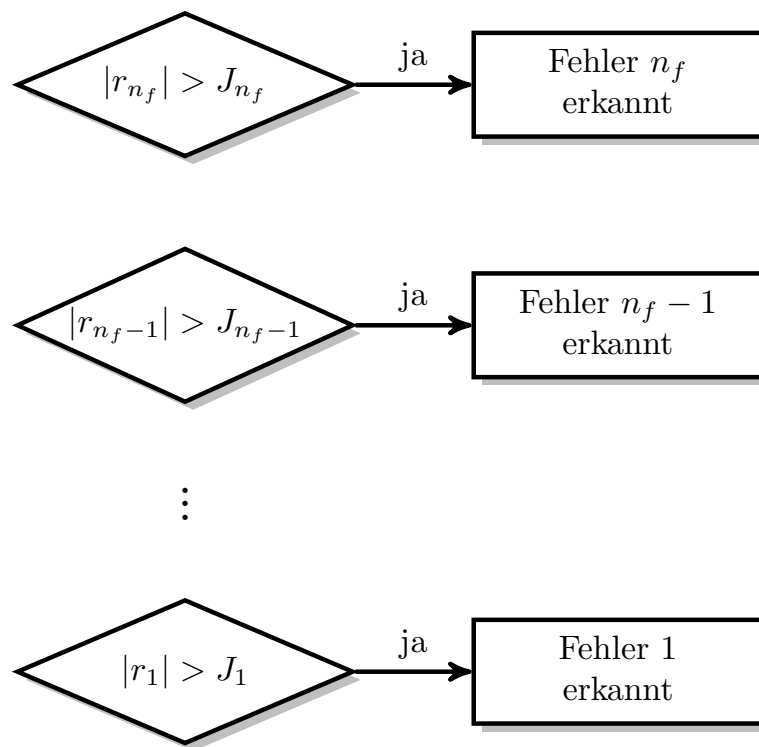 |r_{n_f}| > J_{n_f}
ja
Fehler n_f
erkannt
|r_{n_f−1}| > J_{n_f−1}
ja
Fehler n_f − 1
erkannt
⋮
|r_1| > J_1
ja
Fehler 1
erkannt